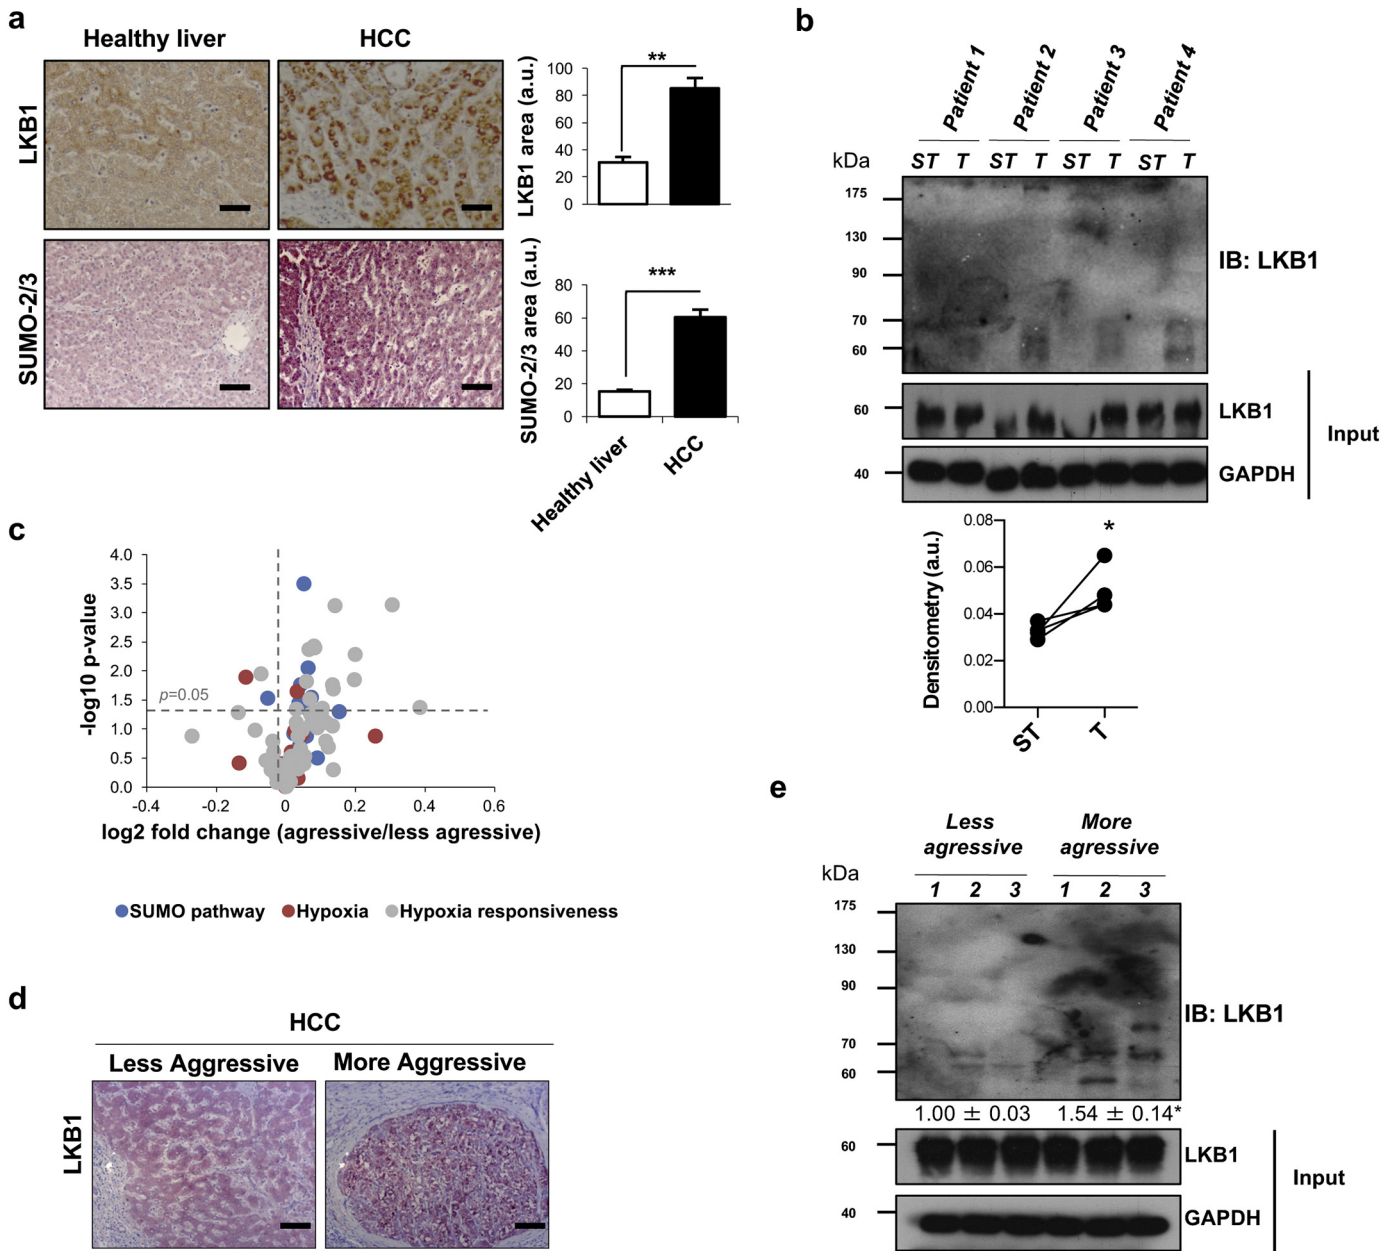 a
Healthy liver
HCC
LKB1
SUMO-2/3
LKB1 area (a.u.)
100
80
60
40
20
0
**
SUMO-2/3 area (a.u.)
80
60
40
20
0
***
Healthy liver
HCC
b
Patient 1
Patient 2
Patient 3
Patient 4
kDa
ST T ST T ST T ST T
175
130
90
70
60
IB: LKB1
60
LKB1
40
GAPDH
Input
Densitometry (a.u.)
0.08
0.06
0.04
0.02
0.00
*
ST
T
c
-log10 p-value
4.0
3.5
3.0
2.5
2.0
1.5
1.0
0.5
0.0
p=0.05
-0.4 -0.2 0 0.2 0.4 0.6
log2 fold change (agressive/less agressive)
SUMO pathway Hypoxia Hypoxia responsiveness
d
HCC
Less Aggressive
More Aggressive
LKB1
e
Less agressive
More agressive
kDa
1 2 3 1 2 3
175
130
90
70
60
IB: LKB1
1.00 ± 0.03 1.54 ± 0.14*
60
LKB1
40
GAPDH
Input